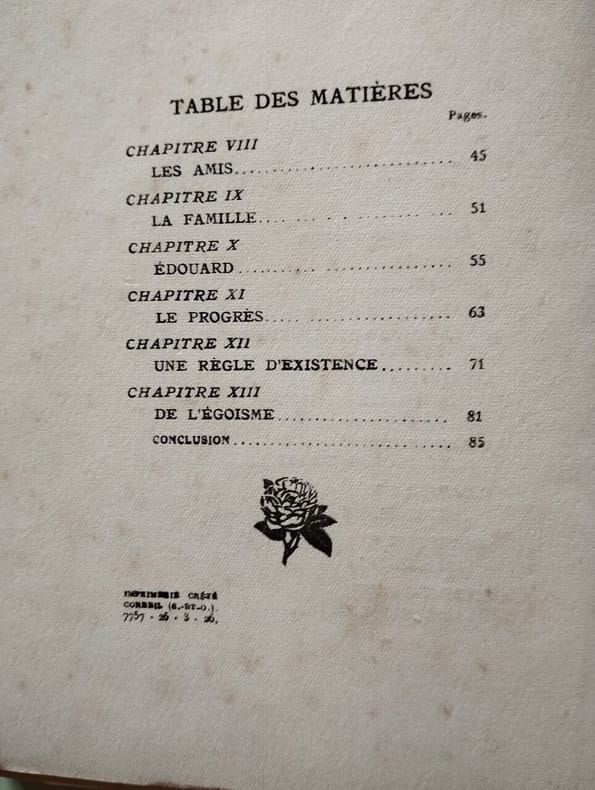 TABLE DES MATIÈRES
Pages.
CHAPITRE VIII
LES AMIS.......................... 45
CHAPITRE IX
LA FAMILLE.... .. . . . ..... ... .. 51
CHAPITRE X
ÉDOUARD.......... .................. 55
CHAPITRE XI
LE PROGRÈS..... .................. 63
CHAPITRE XII
UNE RÈGLE D'EXISTENCE......... 71
CHAPITRE XIII
DE L'ÉGOISME...................... 81
CONCLUSION............................ 85
IMPRIMERIE CRÉTÉ
CORBEIL (S.-ET-O.).
7757 - 26 - 3 - 26.